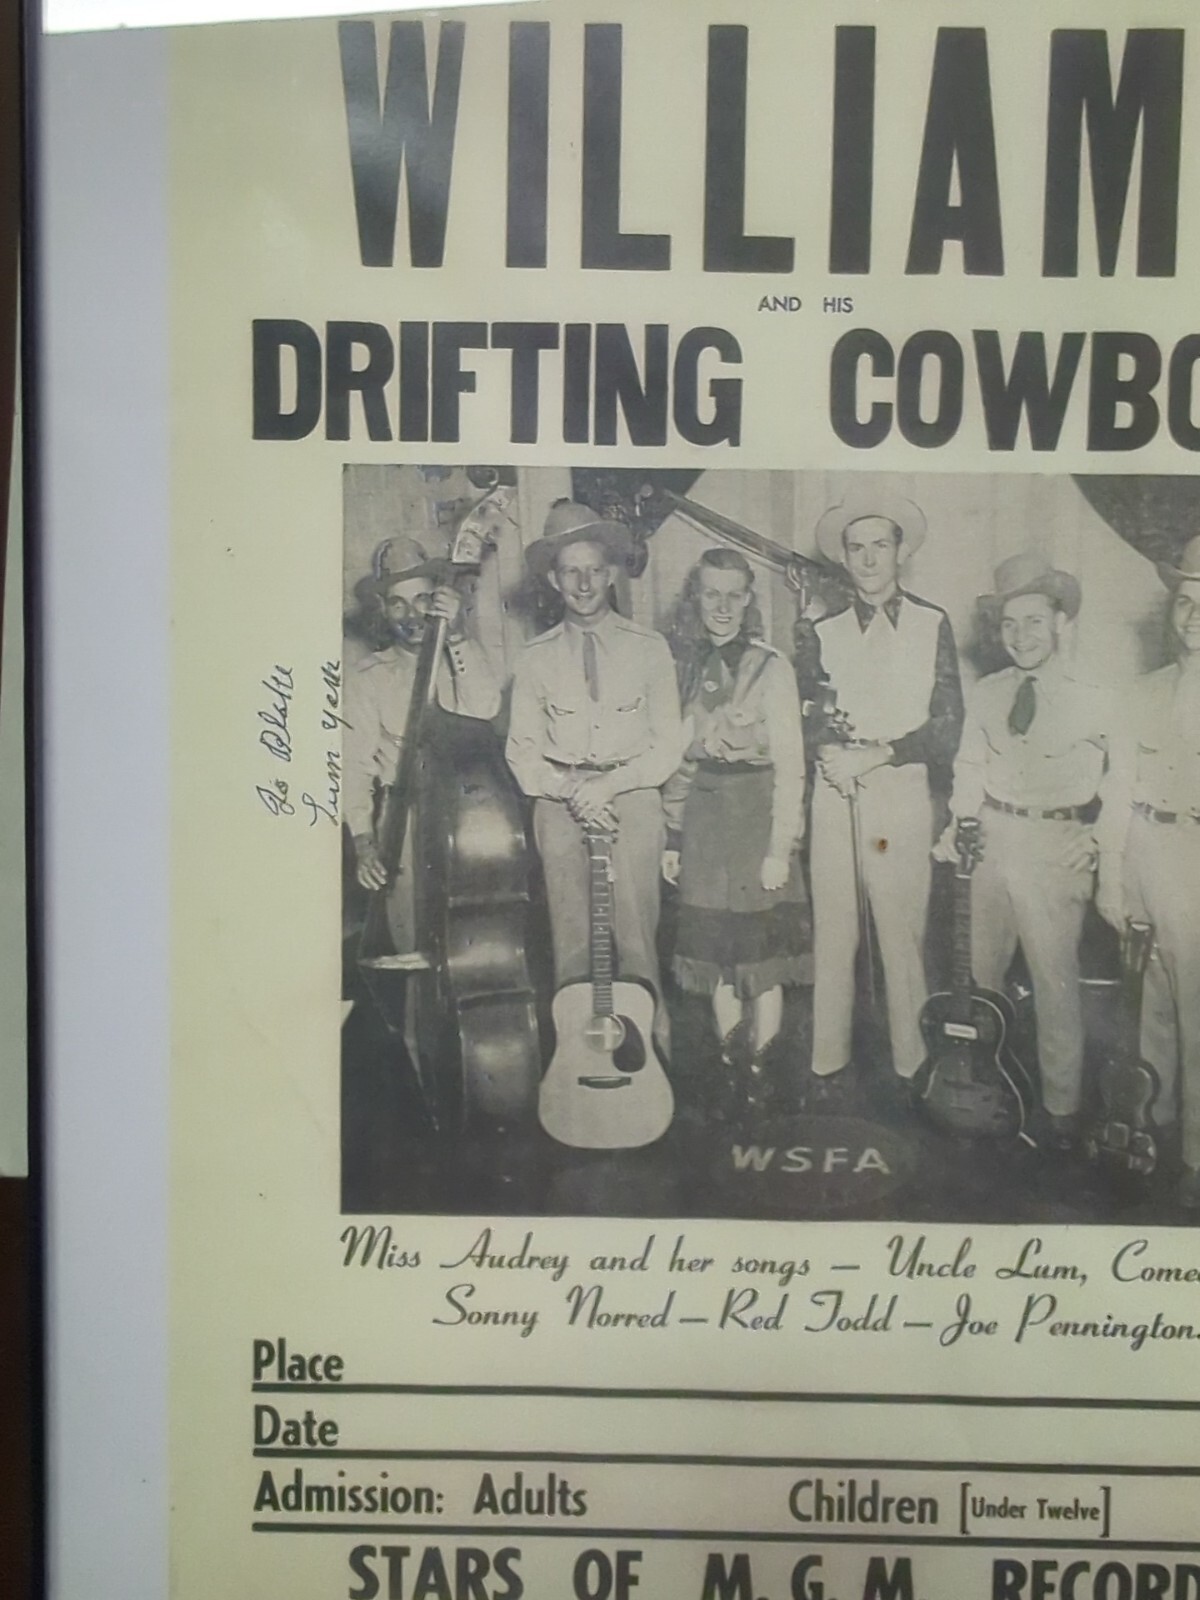 WILLIAM
AND HIS
DRIFTING COWBO
To Blake
Lum York
WSFA
Miss Audrey and her songs — Uncle Lum, Come
Sonny Norred — Red Todd — Joe Pennington.
Place
Date
Admission: Adults Children [Under Twelve]
STARS OF M. G. M. RECORD